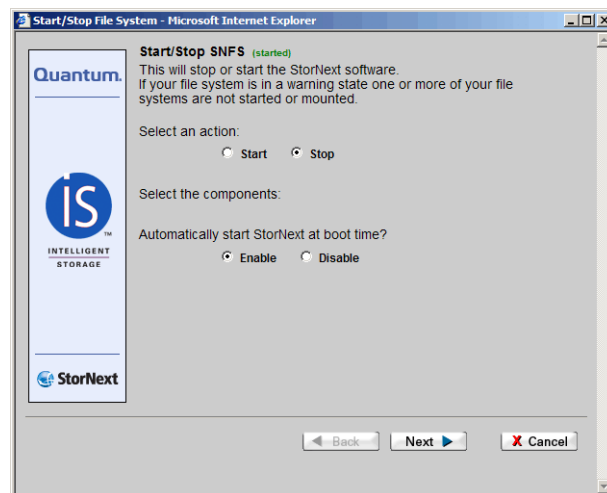 Start/Stop File System - Microsoft Internet Explorer
Quantum.
iS
TM
INTELLIGENT
STORAGE
StorNext
Start/Stop SNFS (started)
This will stop or start the StorNext software.
If your file system is in a warning state one or more of your file
systems are not started or mounted.
Select an action:
Start Stop
Select the components:
Automatically start StorNext at boot time?
Enable Disable
Back Next X Cancel